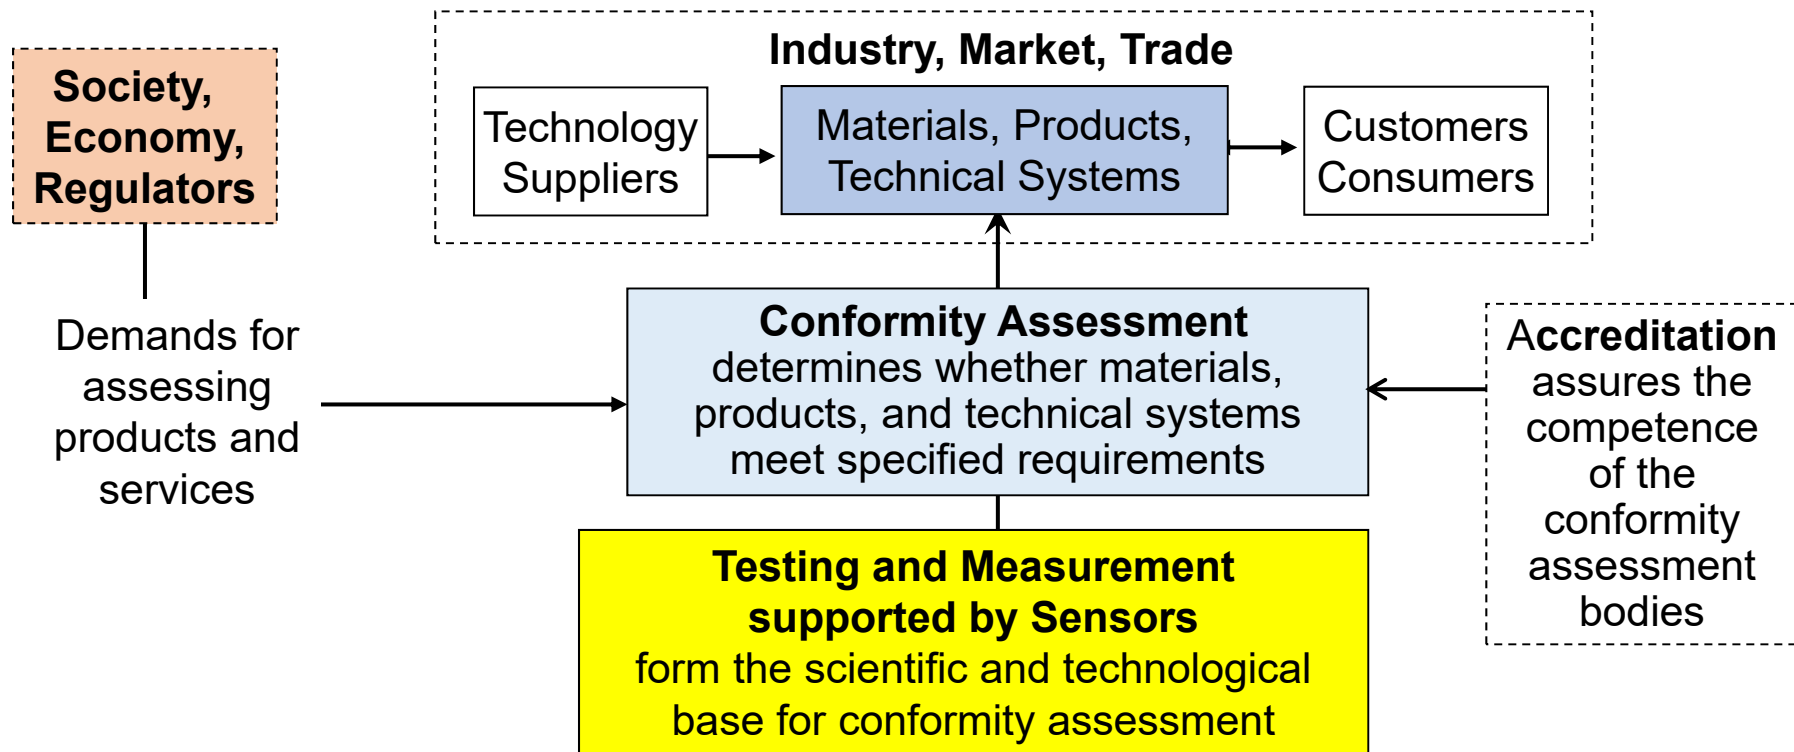 Society,
Economy,
Regulators
Demands for
assessing
products and
services
Industry, Market, Trade
Technology
Suppliers
Materials, Products,
Technical Systems
Customers
Consumers
Conformity Assessment
determines whether materials,
products, and technical systems
meet specified requirements
Testing and Measurement
supported by Sensors
form the scientific and technological
base for conformity assessment
Accreditation
assures the
competence
of the
conformity
assessment
bodies